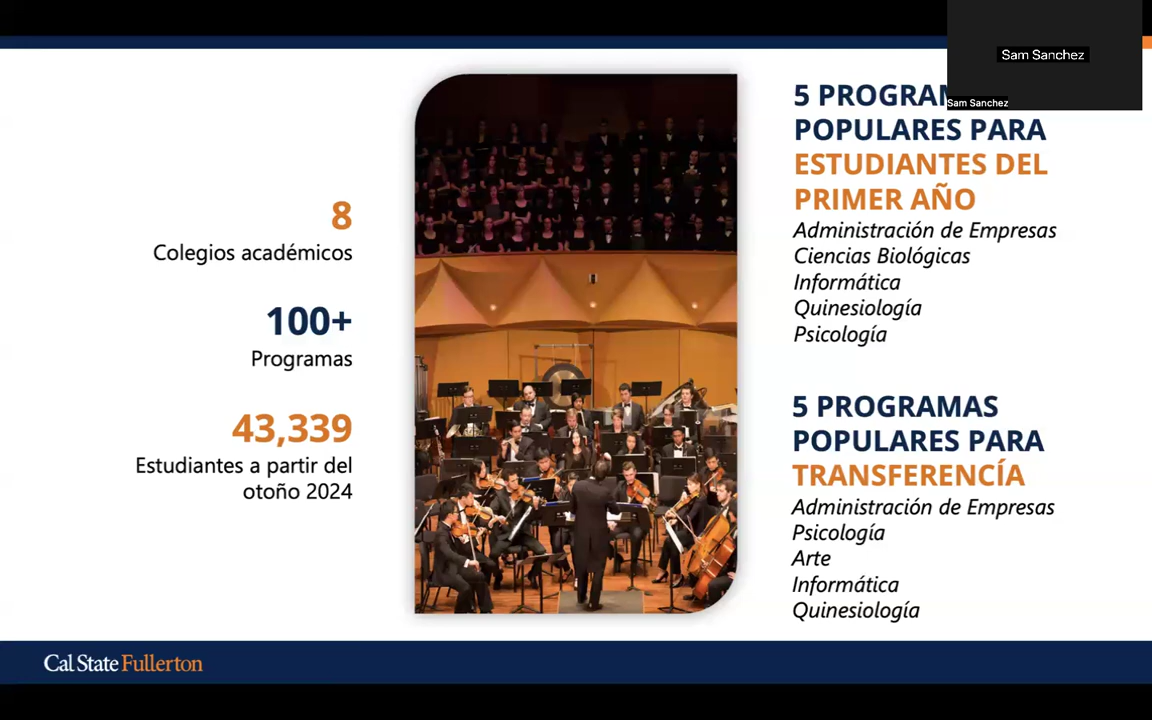 Sam Sanchez
Sam Sanchez
8
Colegios académicos
100+
Programas
43,339
Estudiantes a partir del
otoño 2024
5
POPULARES PARA
ESTUDIANTES DEL
PRIMER AÑO
Administración de Empresas
Ciencias Biológicas
Informática
Quinesiología
Psicología
5 PROGRAMAS
POPULARES PARA
TRANSFERENCÍA
Administración de Empresas
Psicología
Arte
Informática
Quinesiología
Cal State Fullerton